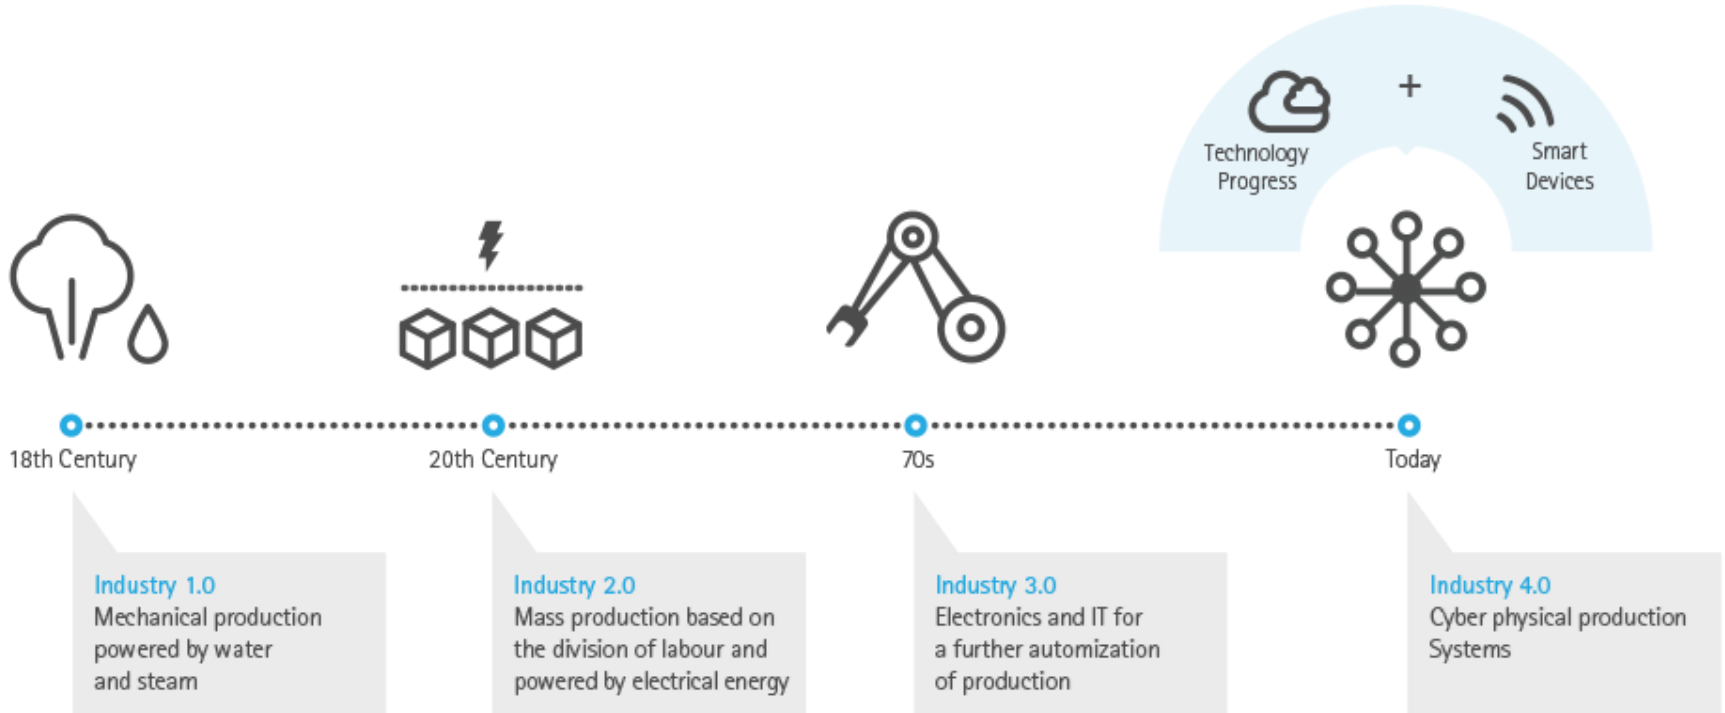 +
Technology
Progress
Smart
Devices
18th Century
20th Century
70s
Today
Industry 1.0
Mechanical production
powered by water
and steam
Industry 2.0
Mass production based on
the division of labour and
powered by electrical energy
Industry 3.0
Electronics and IT for
a further automization
of production
Industry 4.0
Cyber physical production
Systems